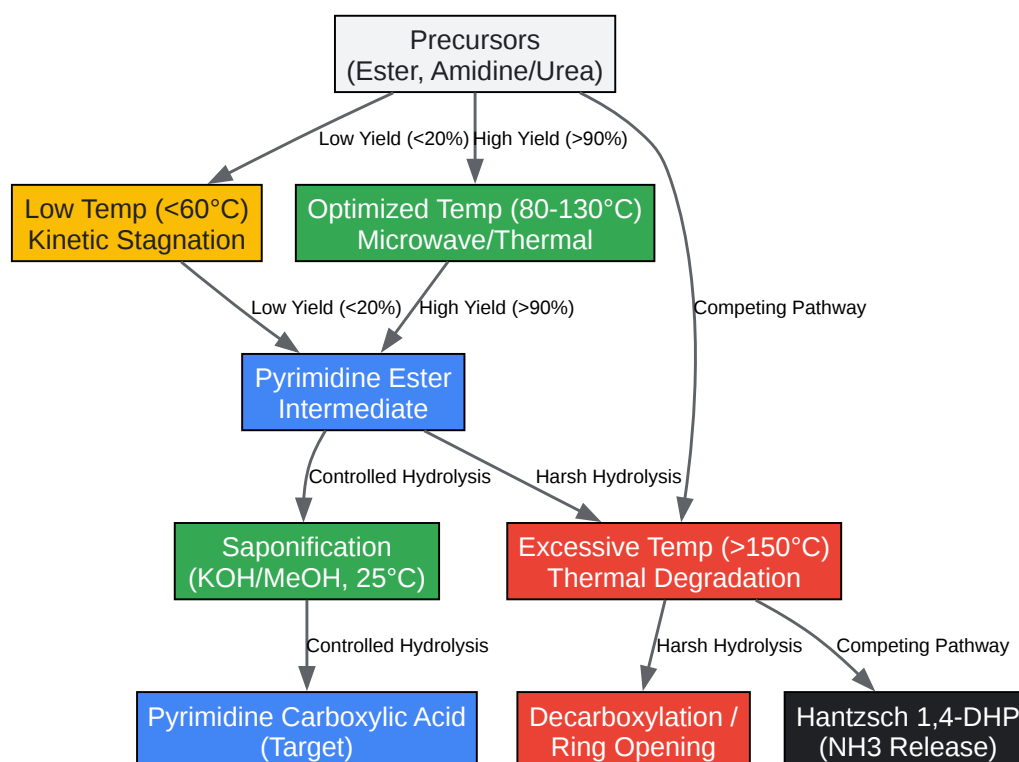 Precursors
(Ester, Amidine/Urea)
Low Yield (<20%)
High Yield (>90%)
Low Temp (<60°C)
Kinetic Stagnation
Optimized Temp (80-130°C)
Microwave/Thermal
Low Yield (<20%)
High Yield (>90%)
Competing Pathway
Pyrimidine Ester
Intermediate
Controlled Hydrolysis
Harsh Hydrolysis
Saponification
(KOH/MeOH, 25°C)
Excessive Temp (>150°C)
Thermal Degradation
Controlled Hydrolysis
Harsh Hydrolysis
Competing Pathway
Pyrimidine Carboxylic Acid
(Target)
Decarboxylation /
Ring Opening
Hantzsch 1,4-DHP
(NH3 Release)